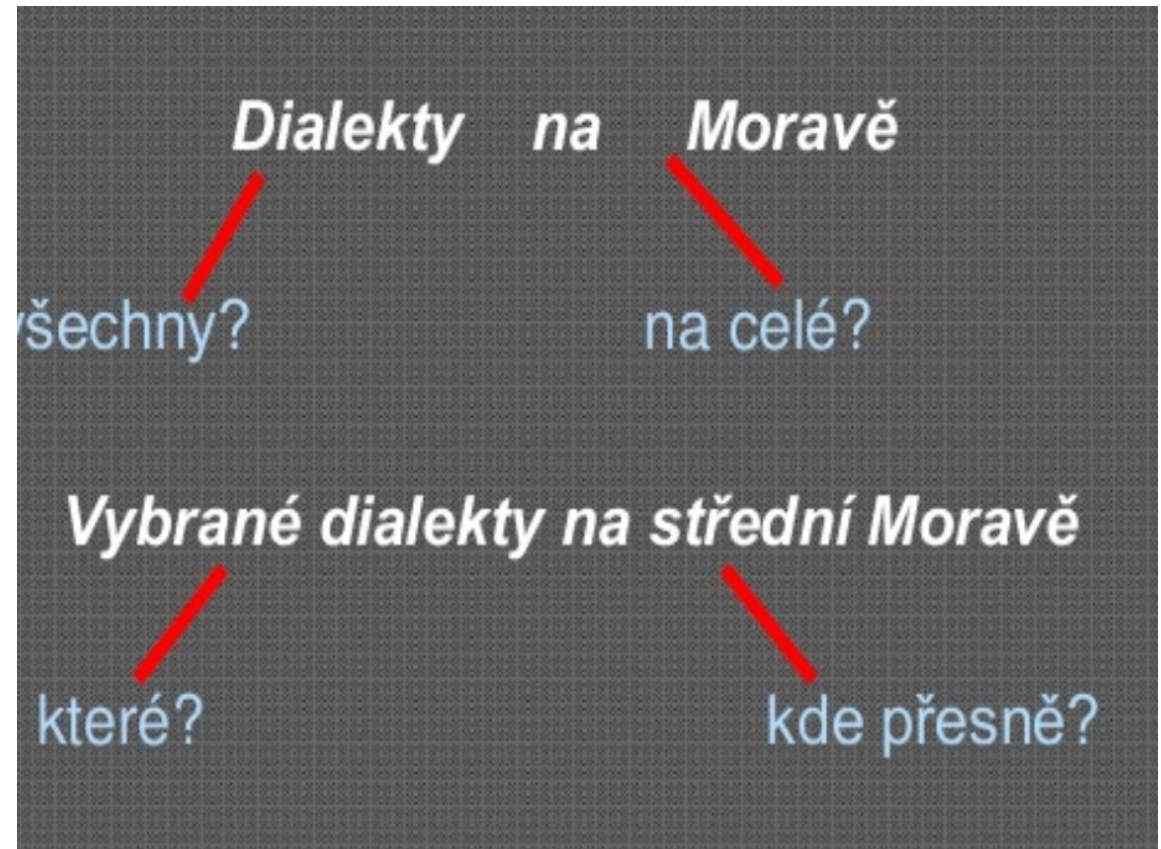 Dialekty na Moravě
všechny? na celé?
Vybrané dialekty na střední Moravě
které? kde přesně?